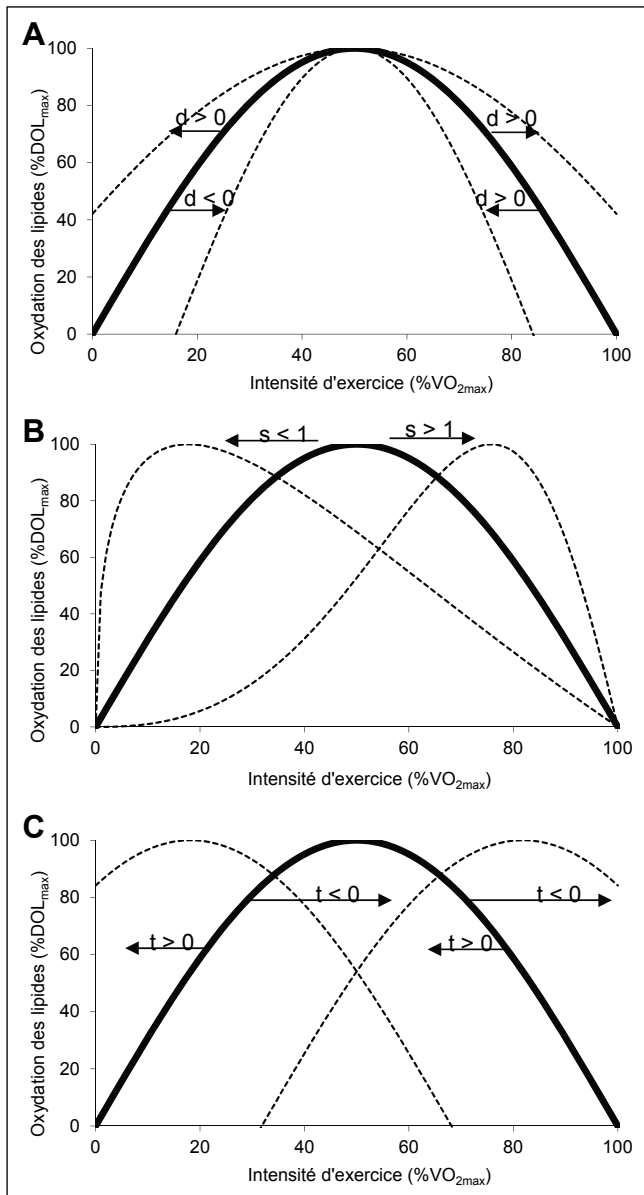 A
100
80
60
40
20
0
Oxydation des lipides (%DOLmax)
d > 0
d > 0
d < 0
d > 0
0 20 40 60 80 100
Intensité d'exercice (%VO2max)
B
s < 1
s > 1
100
80
60
40
20
0
Oxydation des lipides (%DOLmax)
0 20 40 60 80 100
Intensité d'exercice (%VO2max)
C
100
80
60
40
20
0
Oxydation des lipides (%DOLmax)
t < 0
t < 0
t > 0
t > 0
0 20 40 60 80 100
Intensité d'exercice (%VO2max)